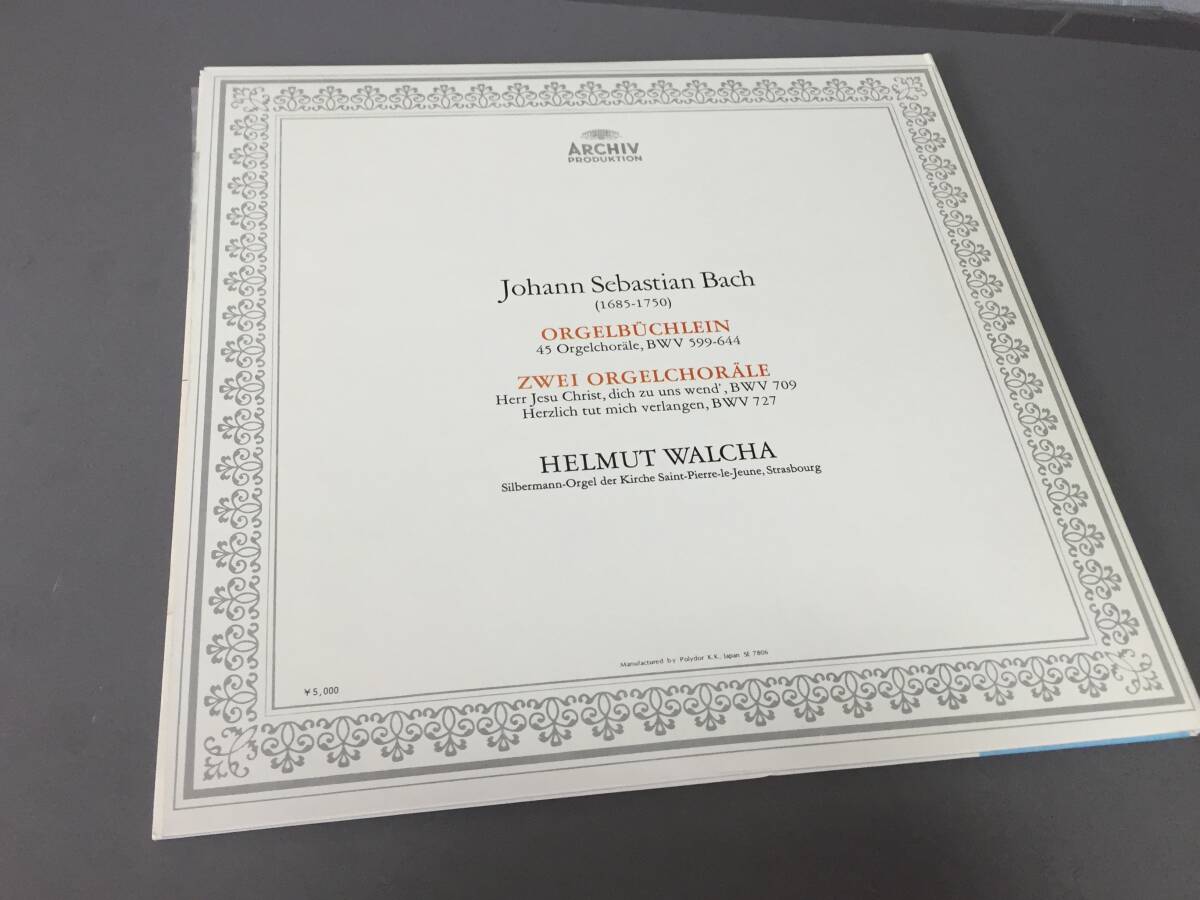 ARCHIV
PRODUKTION
Johann Sebastian Bach
(1685-1750)
ORGELBÜCHLEIN
45 Orgelchoräle, BWV 599-644
ZWEI ORGELCHORÄLE
Herr Jesu Christ, dich zu uns wend', BWV 709
Herzlich tut mich verlangen, BWV 727
HELMUT WALCHA
Silbermann-Orgel der Kirche Saint-Pierre-le-Jeune, Strasbourg
Manufactured by Polydor K.K. Japan SE 7806
¥5,000